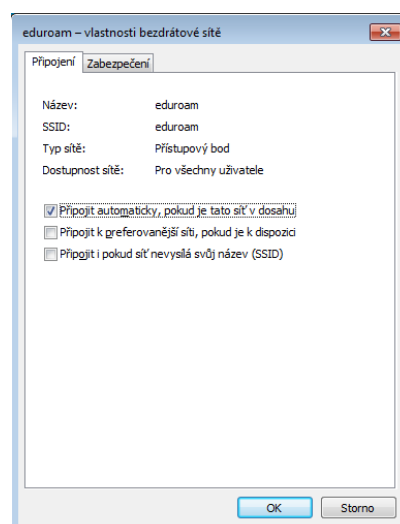 eduroam – vlastnosti bezdrátové sítě
Připojení Zabezpečení
Název: eduroam
SSID: eduroam
Typ sítě: Přístupový bod
Dostupnost sítě: Pro všechny uživatele
Připojit automaticky, pokud je tato síť v dosahu
Připojit k preferovanější síti, pokud je k dispozici
Připojit i pokud síť nevysílá svůj název (SSID)
OK Storno